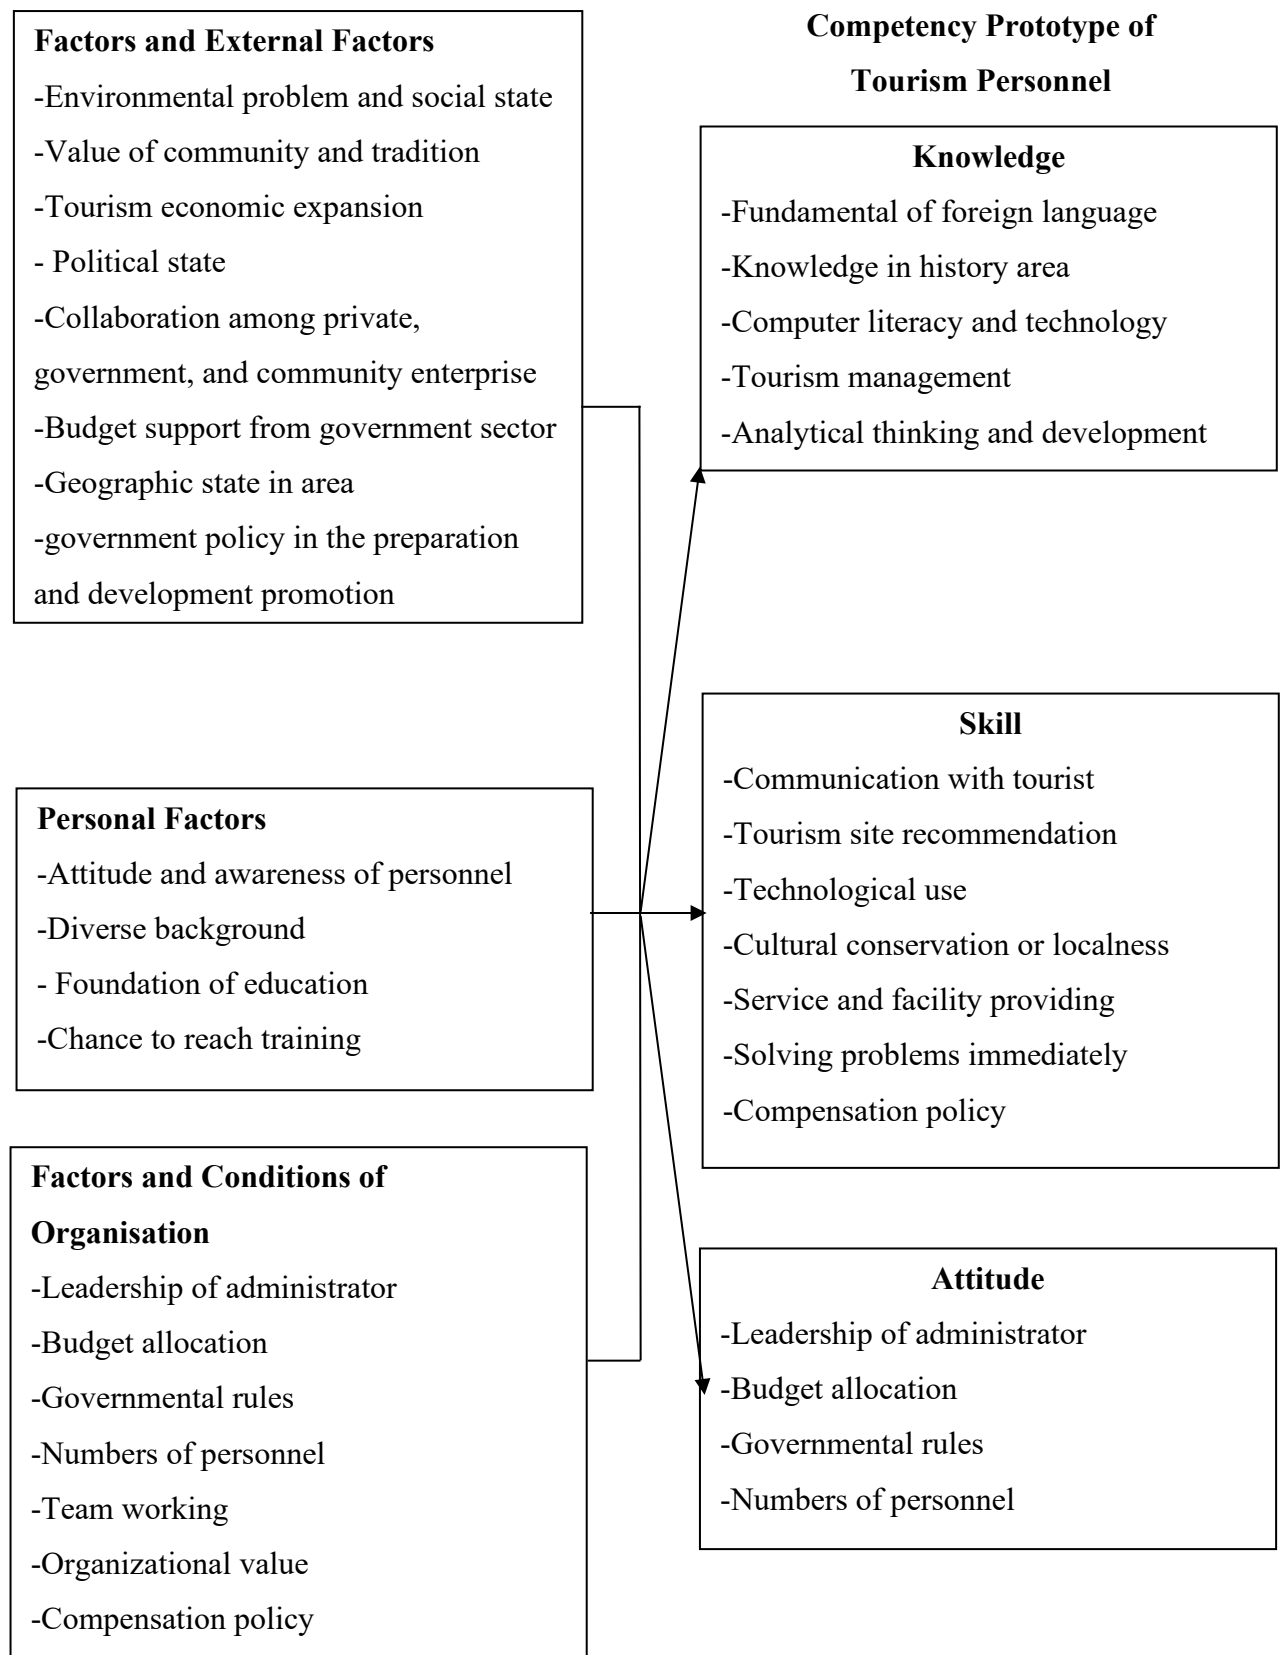 Factors and External Factors
-Environmental problem and social state
-Value of community and tradition
-Tourism economic expansion
- Political state
-Collaboration among private,
government, and community enterprise
-Budget support from government sector
-Geographic state in area
-government policy in the preparation
and development promotion
Personal Factors
-Attitude and awareness of personnel
-Diverse background
- Foundation of education
-Chance to reach training
Factors and Conditions of
Organisation
-Leadership of administrator
-Budget allocation
-Governmental rules
-Numbers of personnel
-Team working
-Organizational value
-Compensation policy
Competency Prototype of
Tourism Personnel
Knowledge
-Fundamental of foreign language
-Knowledge in history area
-Computer literacy and technology
-Tourism management
-Analytical thinking and development
Skill
-Communication with tourist
-Tourism site recommendation
-Technological use
-Cultural conservation or localness
-Service and facility providing
-Solving problems immediately
-Compensation policy
Attitude
-Leadership of administrator
-Budget allocation
-Governmental rules
-Numbers of personnel